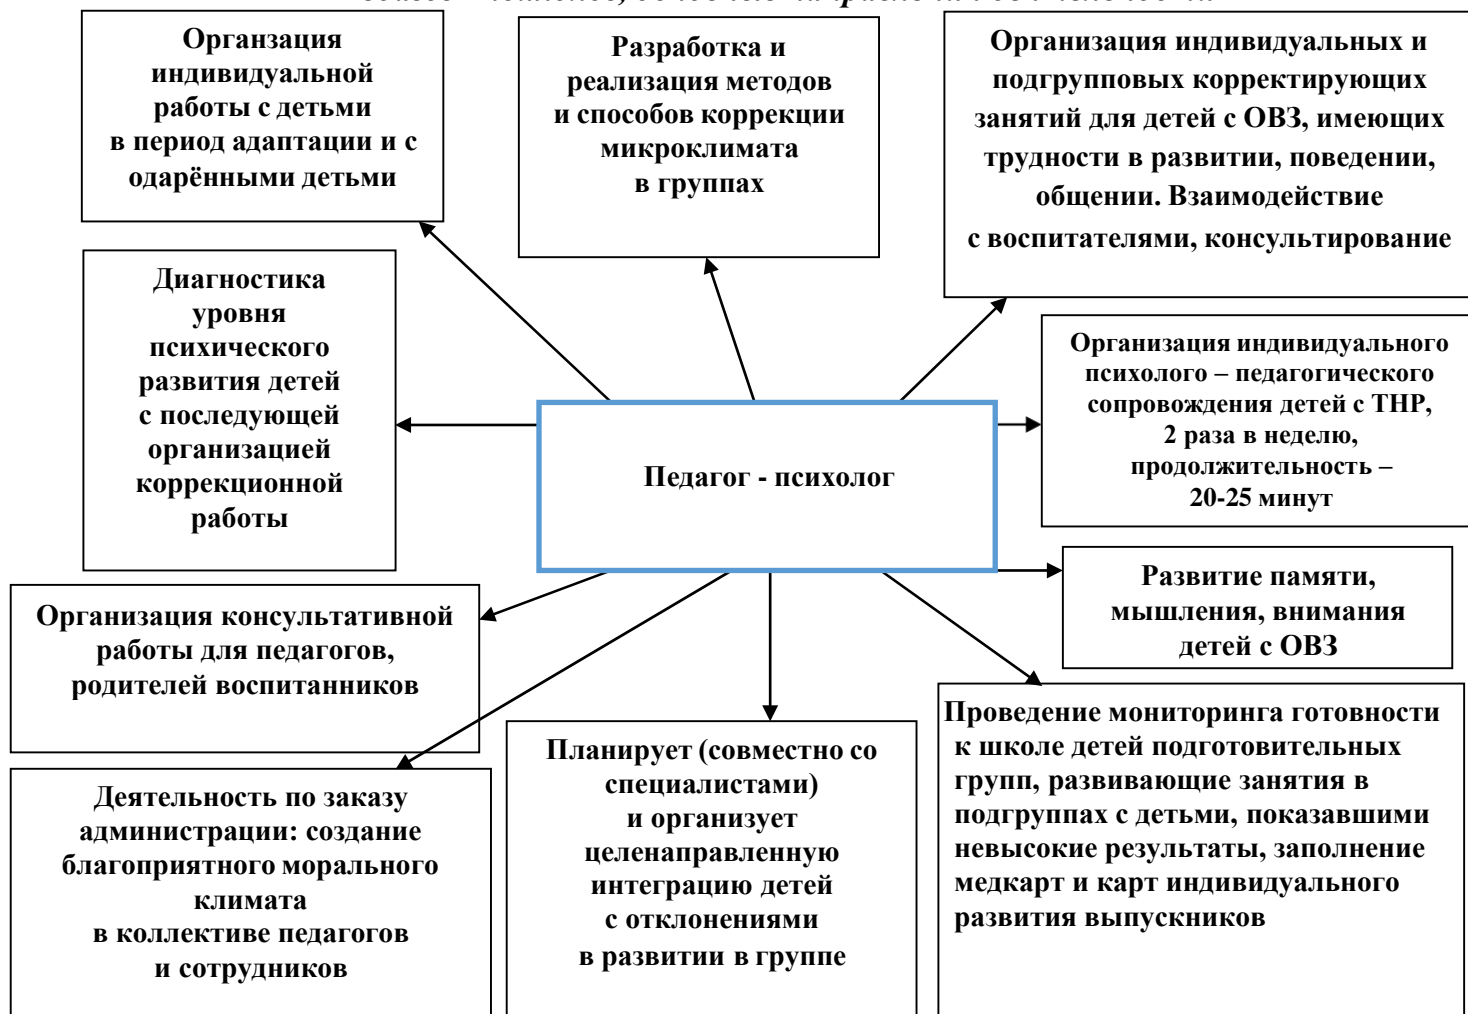 Органзация
индивидуальной
работы с детьми
в период адаптации и с
одарёнными детьми
Разработка и
реализация методов
и способов коррекции
микроклимата
в группах
Организация индивидуальных и
подгрупповых корректирующих
занятий для детей с ОВЗ, имеющих
трудности в развитии, поведении,
общении. Взаимодействие
с воспитателями, консультирование
Диагностика
уровня
психического
развития детей
с последующей
организацией
коррекционной
работы
Организация индивидуального
психолого – педагогического
сопровождения детей с ТНР,
2 раза в неделю,
продолжительность –
20-25 минут
Педагог - психолог
Развитие памяти,
мышления, внимания
детей с ОВЗ
Организация консультативной
работы для педагогов,
родителей воспитанников
Деятельность по заказу
администрации: создание
благоприятного морального
климата
в коллективе педагогов
и сотрудников
Планирует (совместно со
специалистами)
и организует
целенаправленную
интеграцию детей
с отклонениями
в развитии в группе
Проведение мониторинга готовности
к школе детей подготовительных
групп, развивающие занятия в
подгруппах с детьми, показавшими
невысокие результаты, заполнение
медкарт и карт индивидуального
развития выпускников